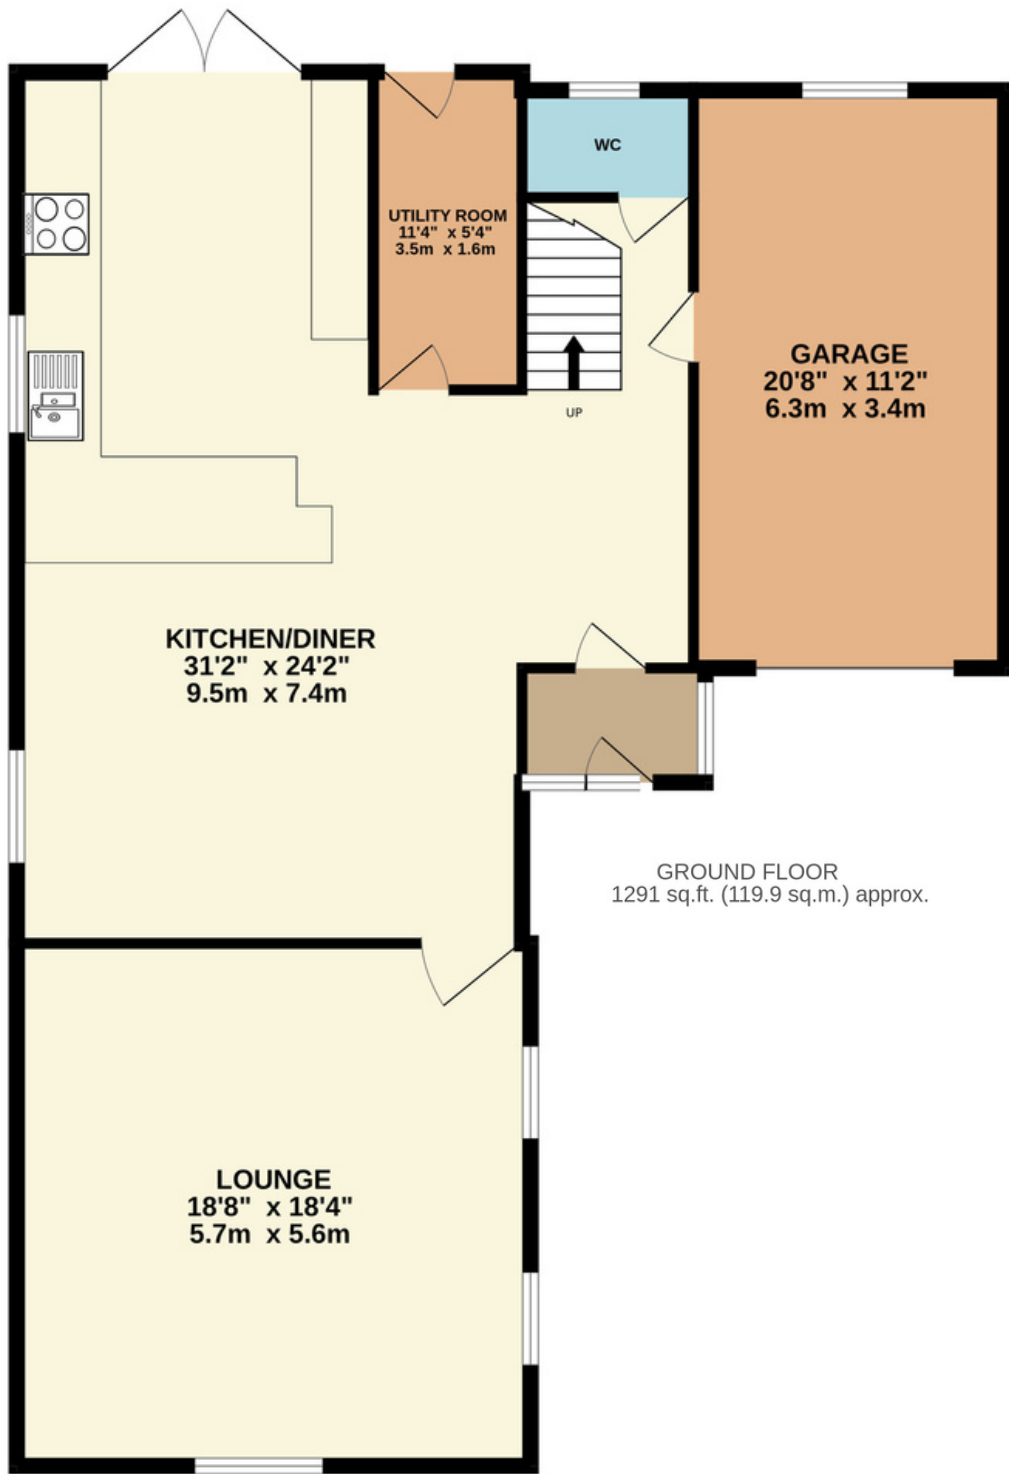 WC
UTILITY ROOM
11'4" x 5'4"
3.5m x 1.6m
GARAGE
20'8" x 11'2"
6.3m x 3.4m
UP
KITCHEN/DINER
31'2" x 24'2"
9.5m x 7.4m
GROUND FLOOR
1291 sq.ft. (119.9 sq.m.) approx.
LOUNGE
18'8" x 18'4"
5.7m x 5.6m